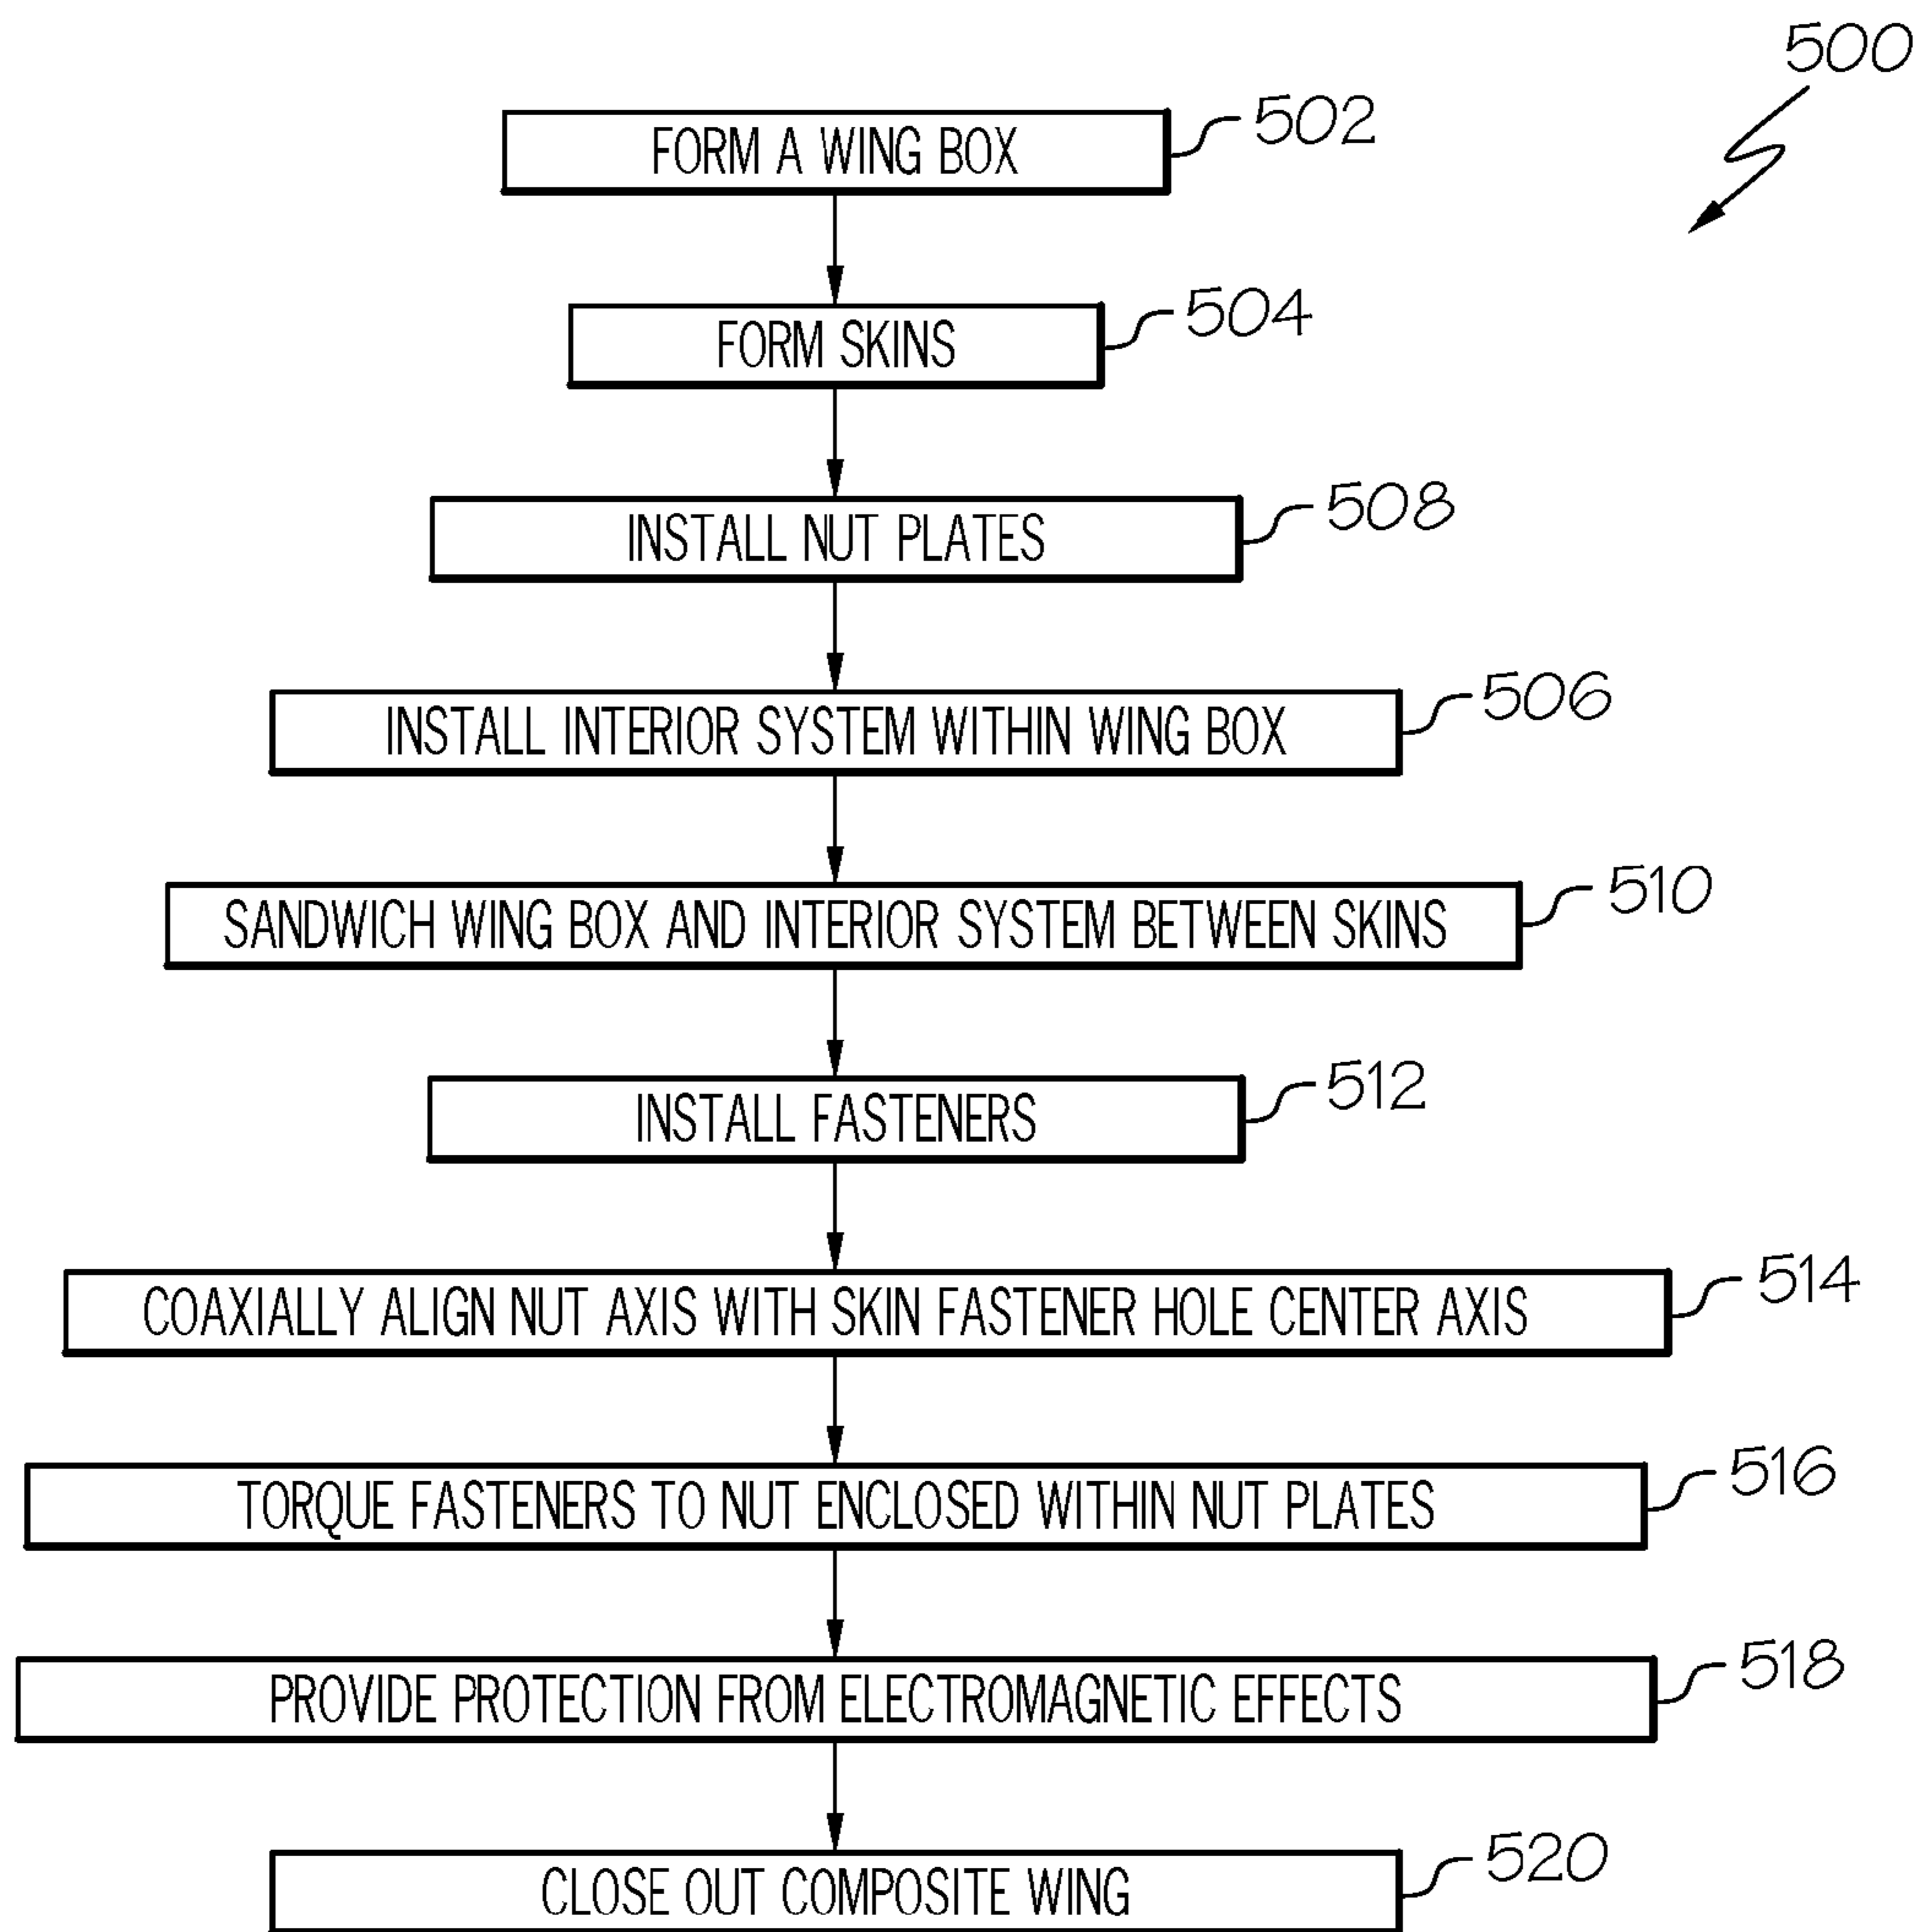 500
FORM A WING BOX 502
FORM SKINS 504
INSTALL NUT PLATES 508
INSTALL INTERIOR SYSTEM WITHIN WING BOX 506
SANDWICH WING BOX AND INTERIOR SYSTEM BETWEEN SKINS 510
INSTALL FASTENERS 512
COAXIALLY ALIGN NUT AXIS WITH SKIN FASTENER HOLE CENTER AXIS 514
TORQUE FASTENERS TO NUT ENCLOSED WITHIN NUT PLATES 516
PROVIDE PROTECTION FROM ELECTROMAGNETIC EFFECTS 518
CLOSE OUT COMPOSITE WING 520